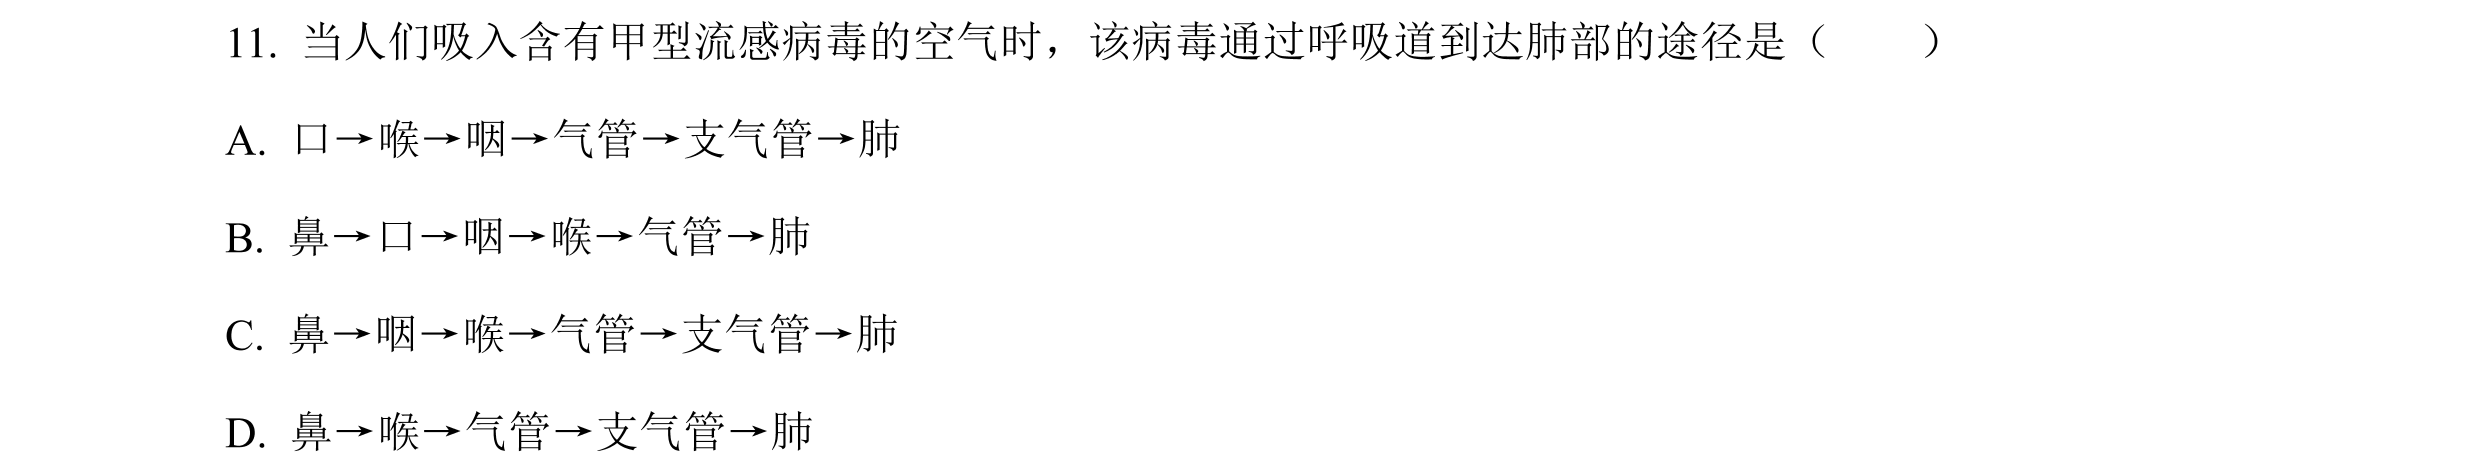 11. 当人们吸入含有甲型流感病毒的空气时，该病毒通过呼吸道到达肺部的途径是（　　）
A. 口→喉→咽→气管→支气管→肺
B. 鼻→口→咽→喉→气管→肺
C. 鼻→咽→喉→气管→支气管→肺
D. 鼻→喉→气管→支气管→肺